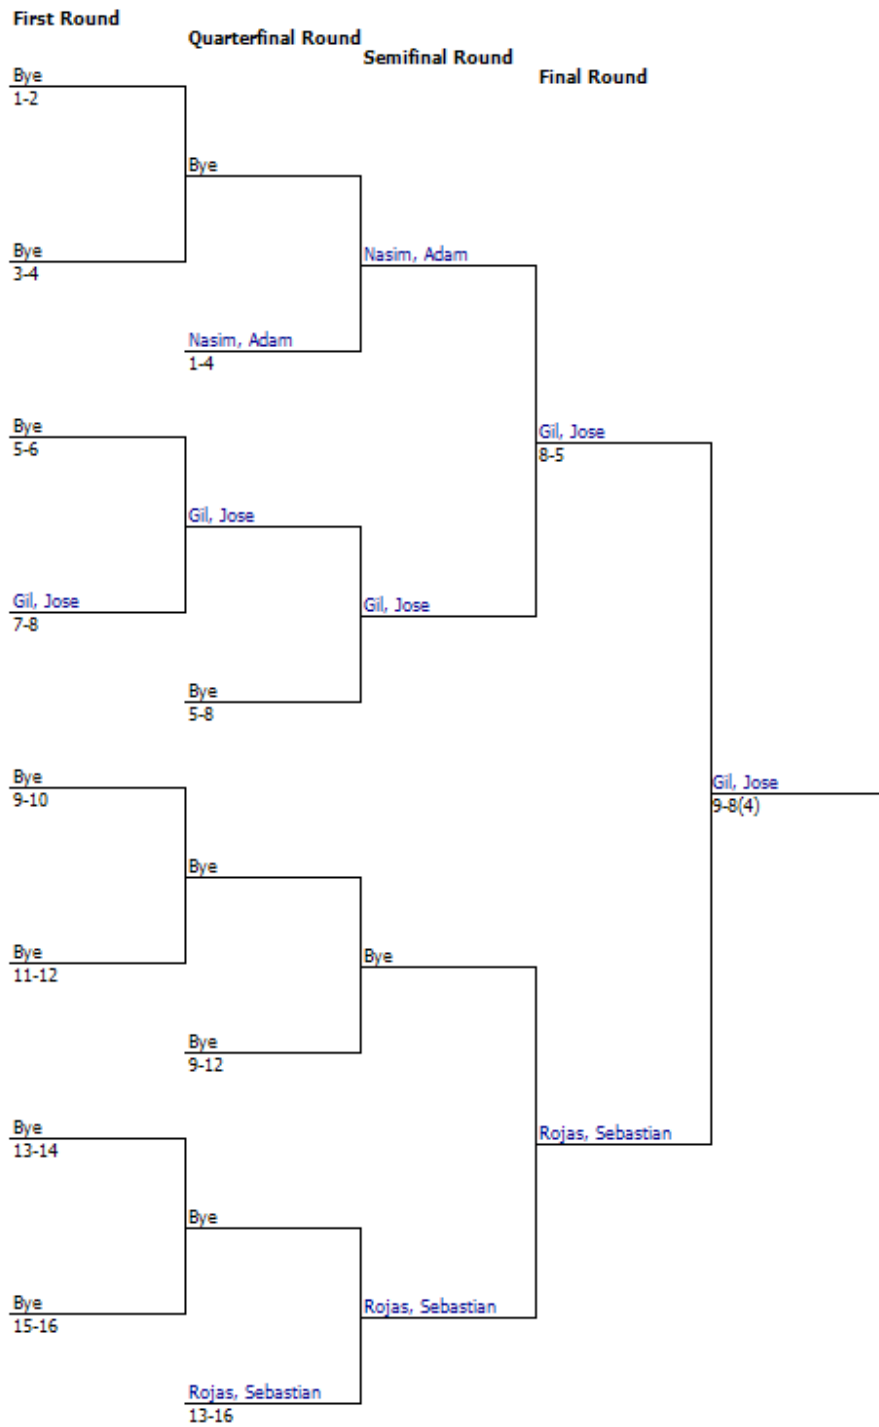 First Round
Quarterfinal Round
Semifinal Round
Final Round
Bye
1-2
Bye
Bye
3-4
Nasim, Adam
Nasim, Adam
1-4
Bye
5-6
Gil, Jose
8-5
Gil, Jose
Gil, Jose
7-8
Gil, Jose
Bye
5-8
Bye
9-10
Gil, Jose
9-8(4)
Bye
Bye
11-12
Bye
Bye
9-12
Bye
13-14
Rojas, Sebastian
Bye
Bye
15-16
Rojas, Sebastian
Rojas, Sebastian
13-16